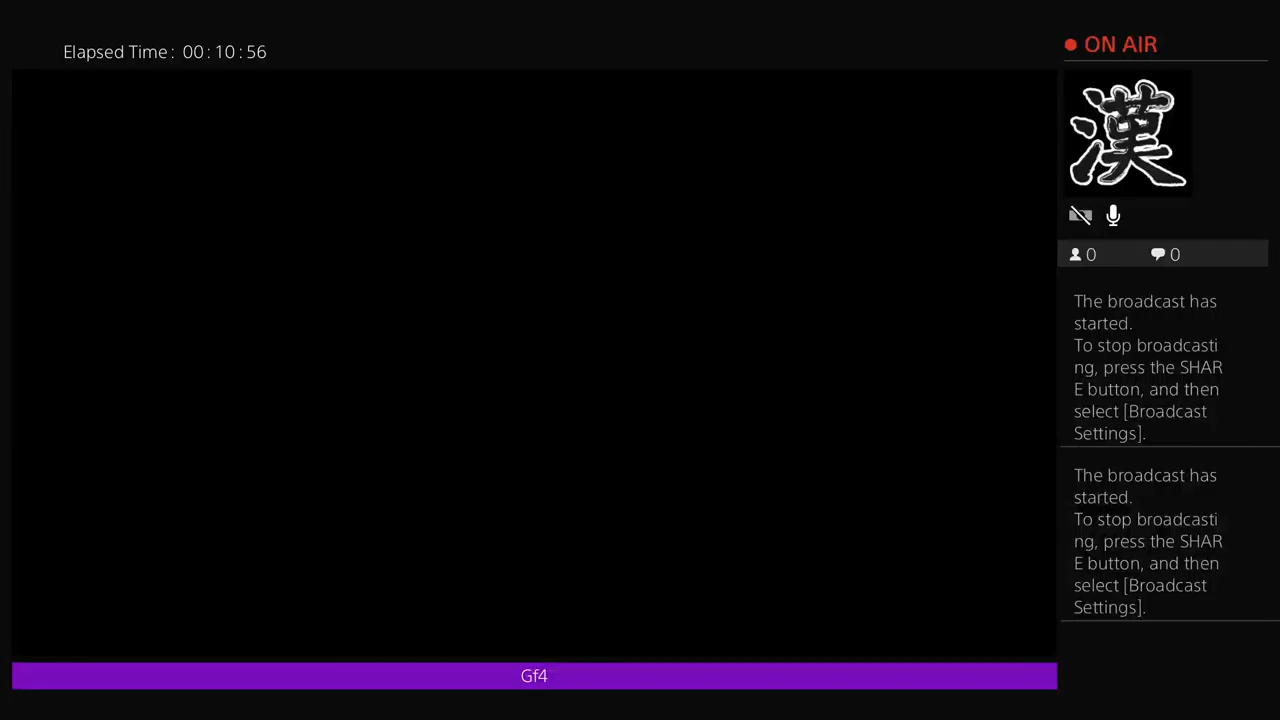 Elapsed Time: 00:10:56
ON AIR
漢
0 0
The broadcast has
started.
To stop broadcasti
ng, press the SHAR
E button, and then
select [Broadcast
Settings].
The broadcast has
started.
To stop broadcasti
ng, press the SHAR
E button, and then
select [Broadcast
Settings].
Gf4